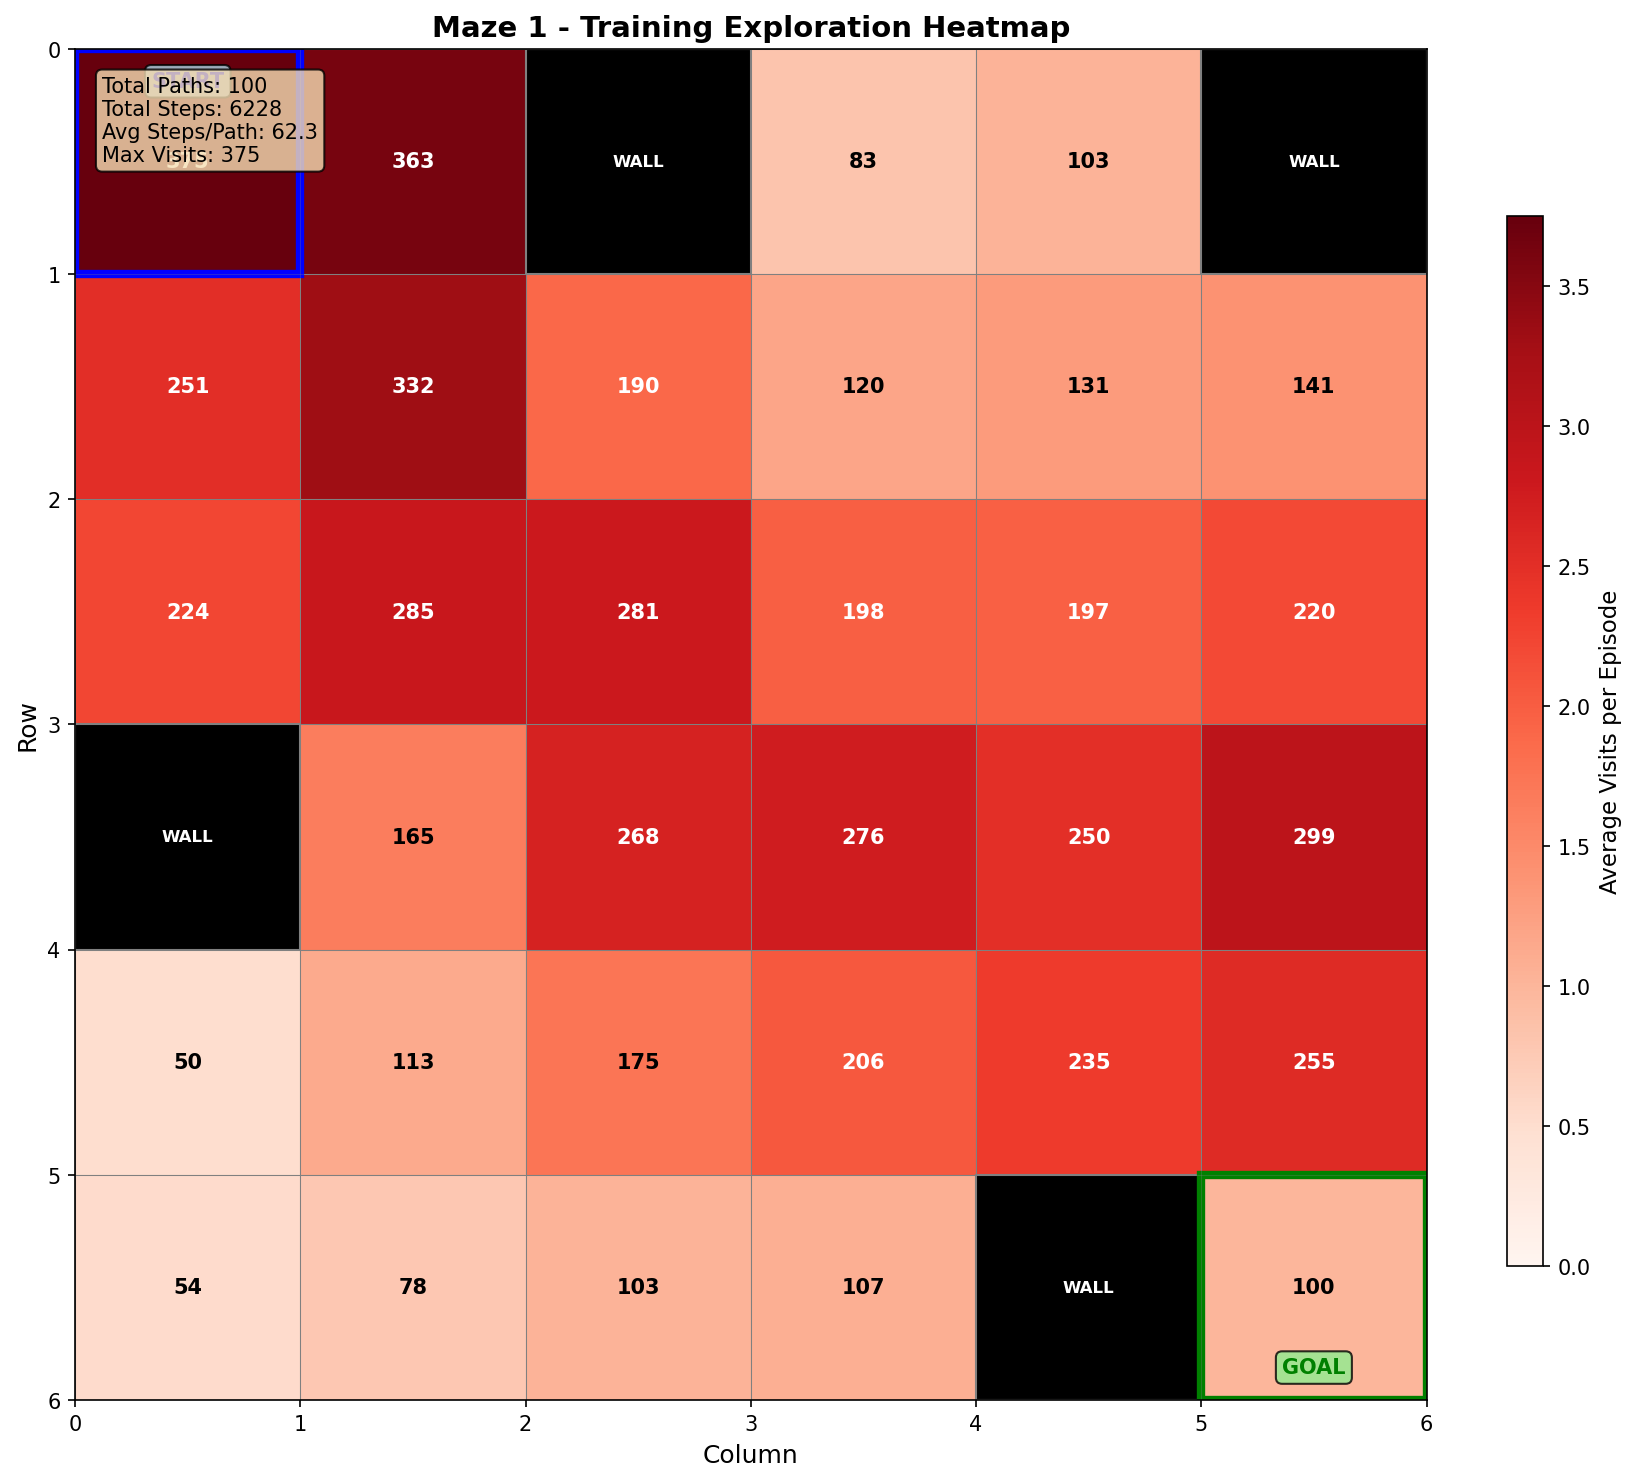 Maze 1 - Training Exploration Heatmap
0
START
Total Paths: 100
Total Steps: 6228
Avg Steps/Path: 62.3
Max Visits: 375
375 363 WALL 83 103 WALL
1
251 332 190 120 131 141
2
224 285 281 198 197 220
3
WALL 165 268 276 250 299
4
50 113 175 206 235 255
5
54 78 103 107 WALL 100
GOAL
6
0 1 2 3 4 5 6
Row
Column
3.5
3.0
2.5
2.0
1.5
1.0
0.5
0.0
Average Visits per Episode